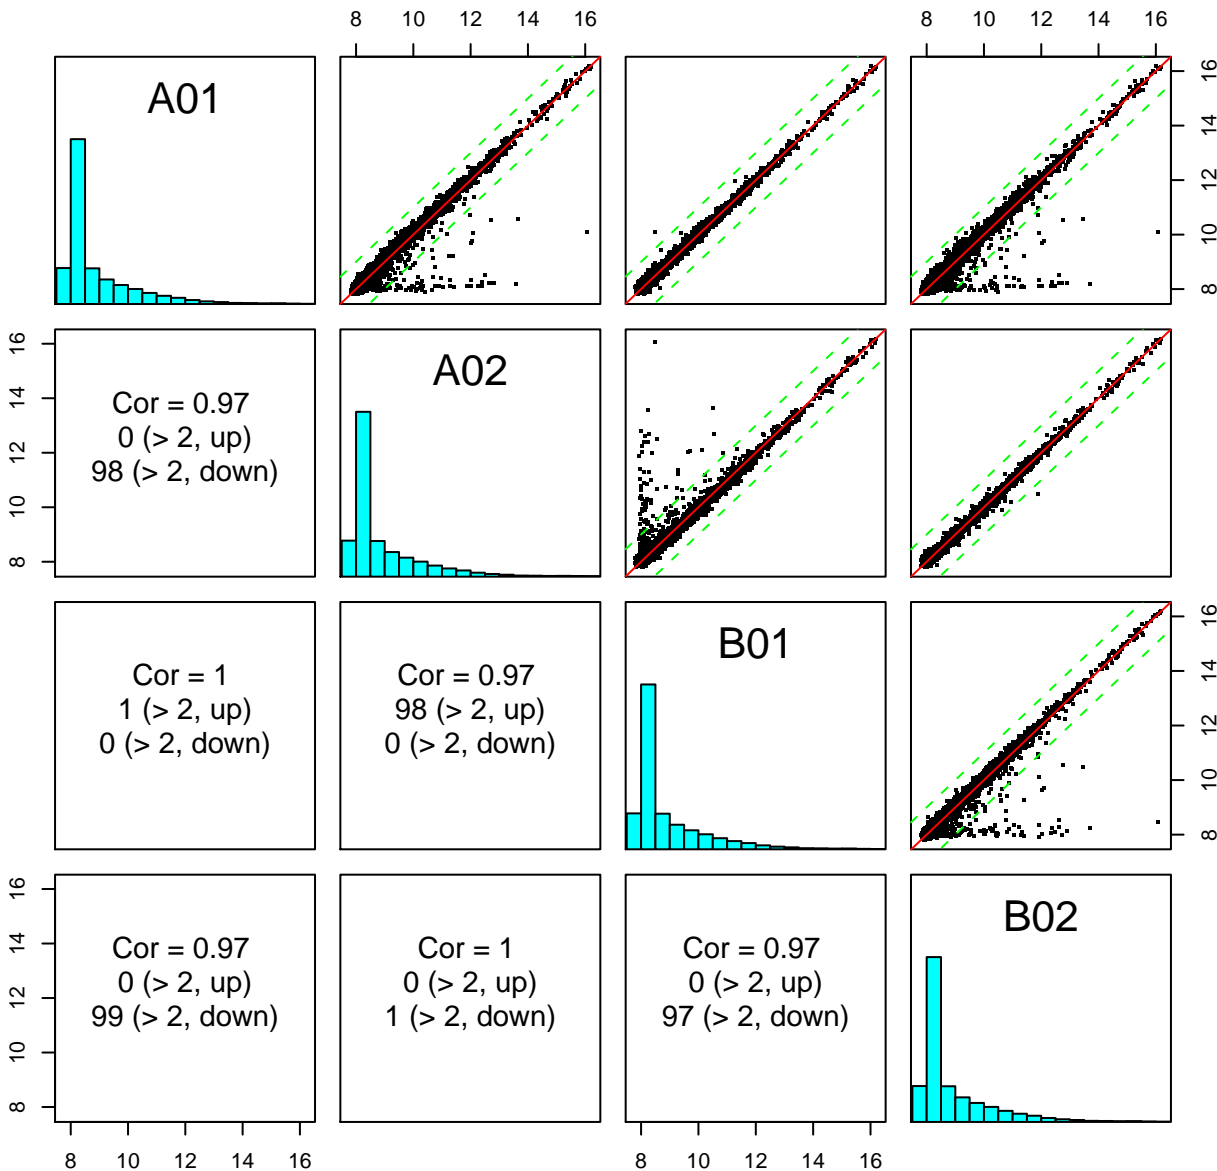 8 10 12 14 16 8 10 12 14 16
A01
8 10 12 14 16
8 10 12 14 16
Cor = 0.97
0 (> 2, up)
98 (> 2, down)
A02
Cor = 1
1 (> 2, up)
0 (> 2, down)
Cor = 0.97
98 (> 2, up)
0 (> 2, down)
B01
8 10 12 14 16
8 10 12 14 16
Cor = 0.97
0 (> 2, up)
99 (> 2, down)
Cor = 1
0 (> 2, up)
1 (> 2, down)
Cor = 0.97
0 (> 2, up)
97 (> 2, down)
B02
8 10 12 14 16 8 10 12 14 16